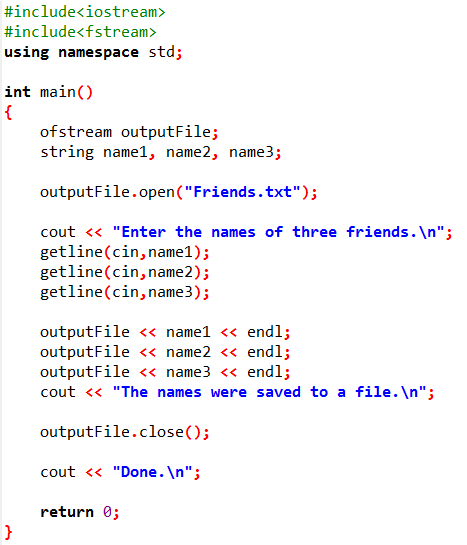 #include<iostream>
#include<fstream>
using namespace std;
int main()
{
ofstream outputFile;
string name1, name2, name3;
outputFile.open("Friends.txt");
cout << "Enter the names of three friends.\n";
getline(cin,name1);
getline(cin,name2);
getline(cin,name3);
outputFile << name1 << endl;
outputFile << name2 << endl;
outputFile << name3 << endl;
cout << "The names were saved to a file.\n";
outputFile.close();
cout << "Done.\n";
return 0;
}